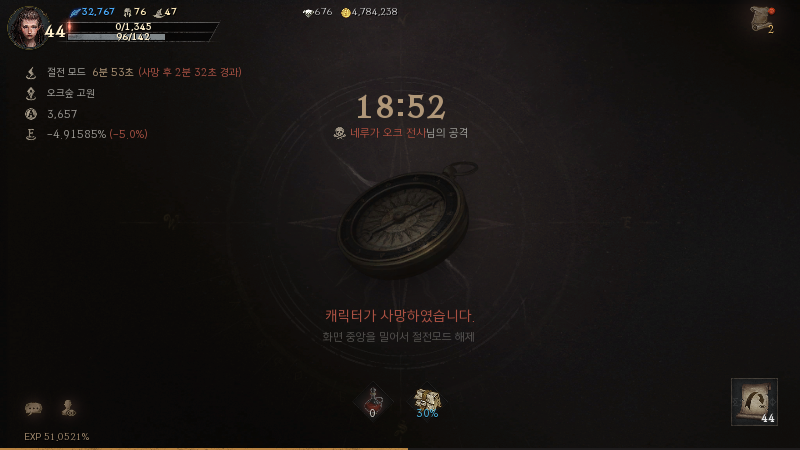 32,767 76 47
676 4,784,238
2
44
0/1,345
96/142
절전 모드 6분 53초 (사망 후 2분 32초 경과)
오크숲 고원
3,657
-4.91585% (-5.0%)
18:52
네루가 오크 전사님의 공격
캐릭터가 사망하였습니다.
화면 중앙을 밀어서 절전모드 해제
0
30%
44
EXP 51.0521%